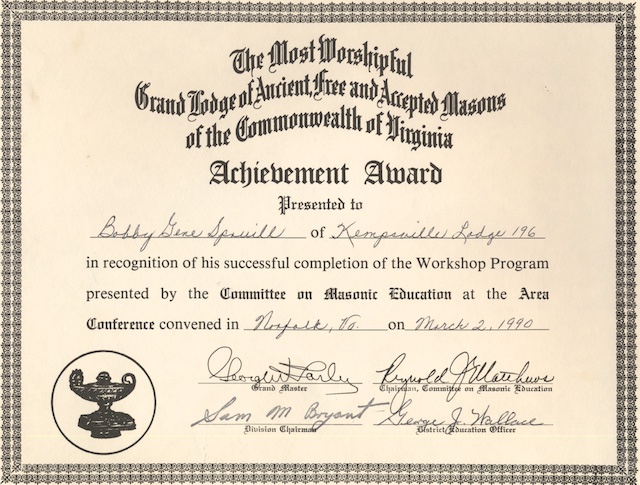 The Most Worshipful
Grand Lodge of Ancient, Free and Accepted Masons
of the Commonwealth of Virginia
Achievement Award
Presented to
Bobby Gene Spruill of Kempsville Lodge 196
in recognition of his successful completion of the Workshop Program
presented by the Committee on Masonic Education at the Area
Conference convened in Norfolk, Va. on March 2, 1990
Reynold J. Matthews
Grand Master Chairman, Committee on Masonic Education
Sam M Bryant George J. Wallace
Division Chairman District Education Officer